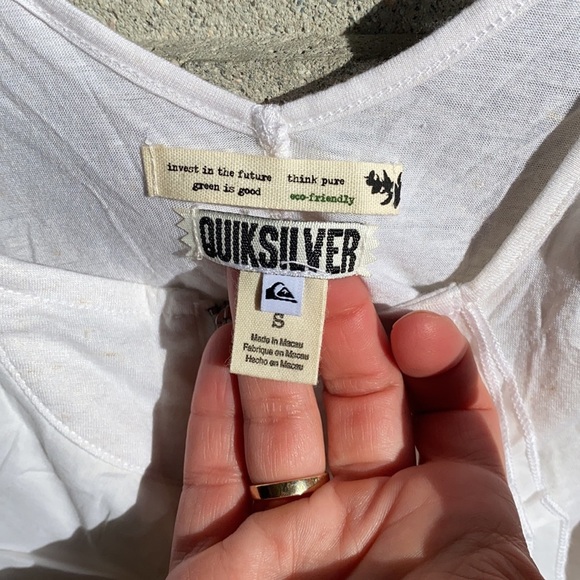 invest in the future think pure
green is good eco-friendly
QUIKSILVER
S
Made in Macau
Fabriqué en Macau
Hecho en Macau